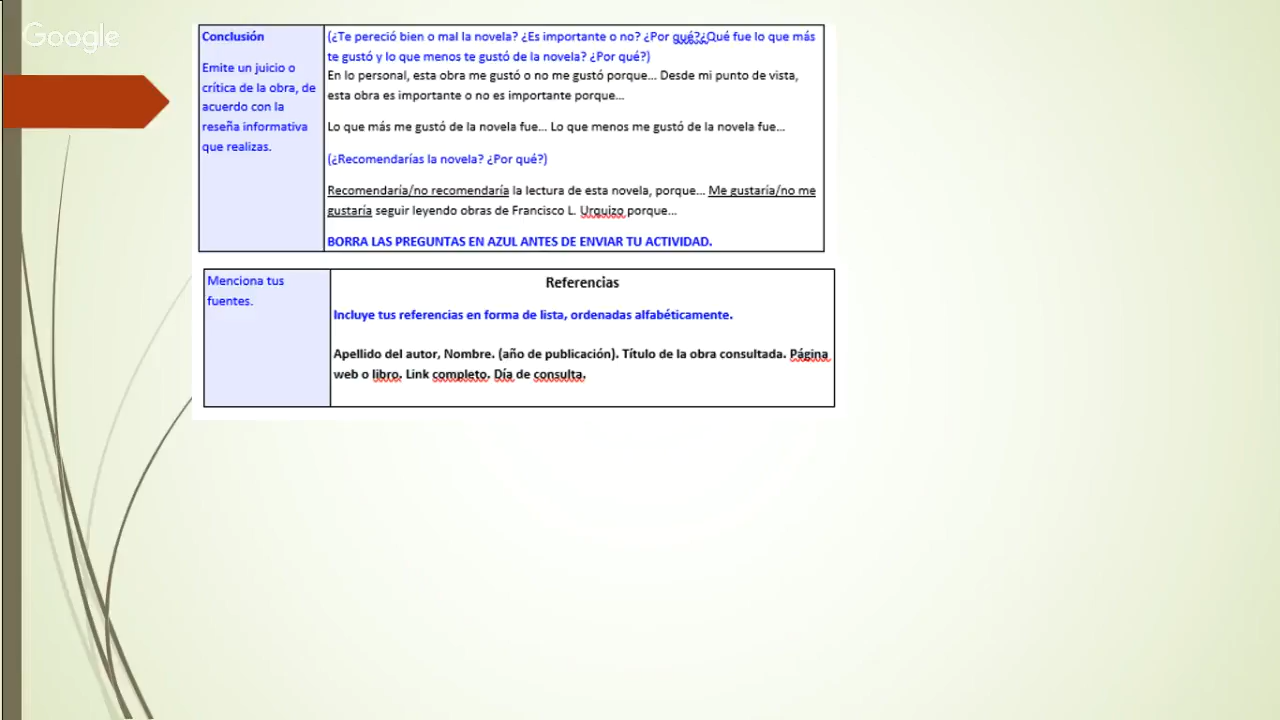 Google
Conclusión
Emite un juicio o
crítica de la obra, de
acuerdo con la
reseña informativa
que realizas.
(¿Te pereció bien o mal la novela? ¿Es importante o no? ¿Por qué?¿Qué fue lo que más
te gustó y lo que menos te gustó de la novela? ¿Por qué?)
En lo personal, esta obra me gustó o no me gustó porque... Desde mi punto de vista,
esta obra es importante o no es importante porque...
Lo que más me gustó de la novela fue... Lo que menos me gustó de la novela fue...
(¿Recomendarías la novela? ¿Por qué?)
Recomendaría/no recomendaría la lectura de esta novela, porque... Me gustaría/no me
gustaría seguir leyendo obras de Francisco L. Urquizo porque...
BORRA LAS PREGUNTAS EN AZUL ANTES DE ENVIAR TU ACTIVIDAD.
Menciona tus
fuentes.
Referencias
Incluye tus referencias en forma de lista, ordenadas alfabéticamente.
Apellido del autor, Nombre. (año de publicación). Título de la obra consultada. Página
web o libro. Link completo. Día de consulta.